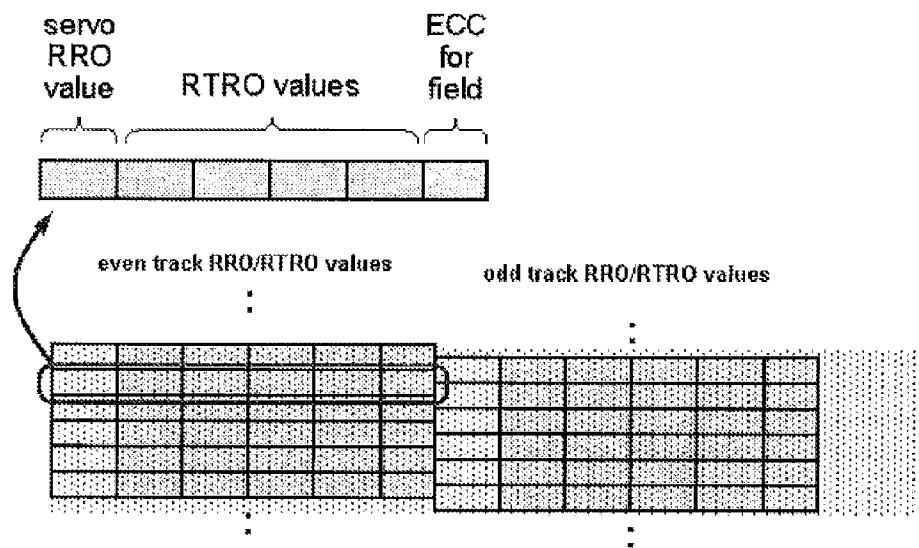 servo
RRO
value
RTRO values
ECC
for
field
even track RRO/RTRO values
odd track RRO/RTRO values